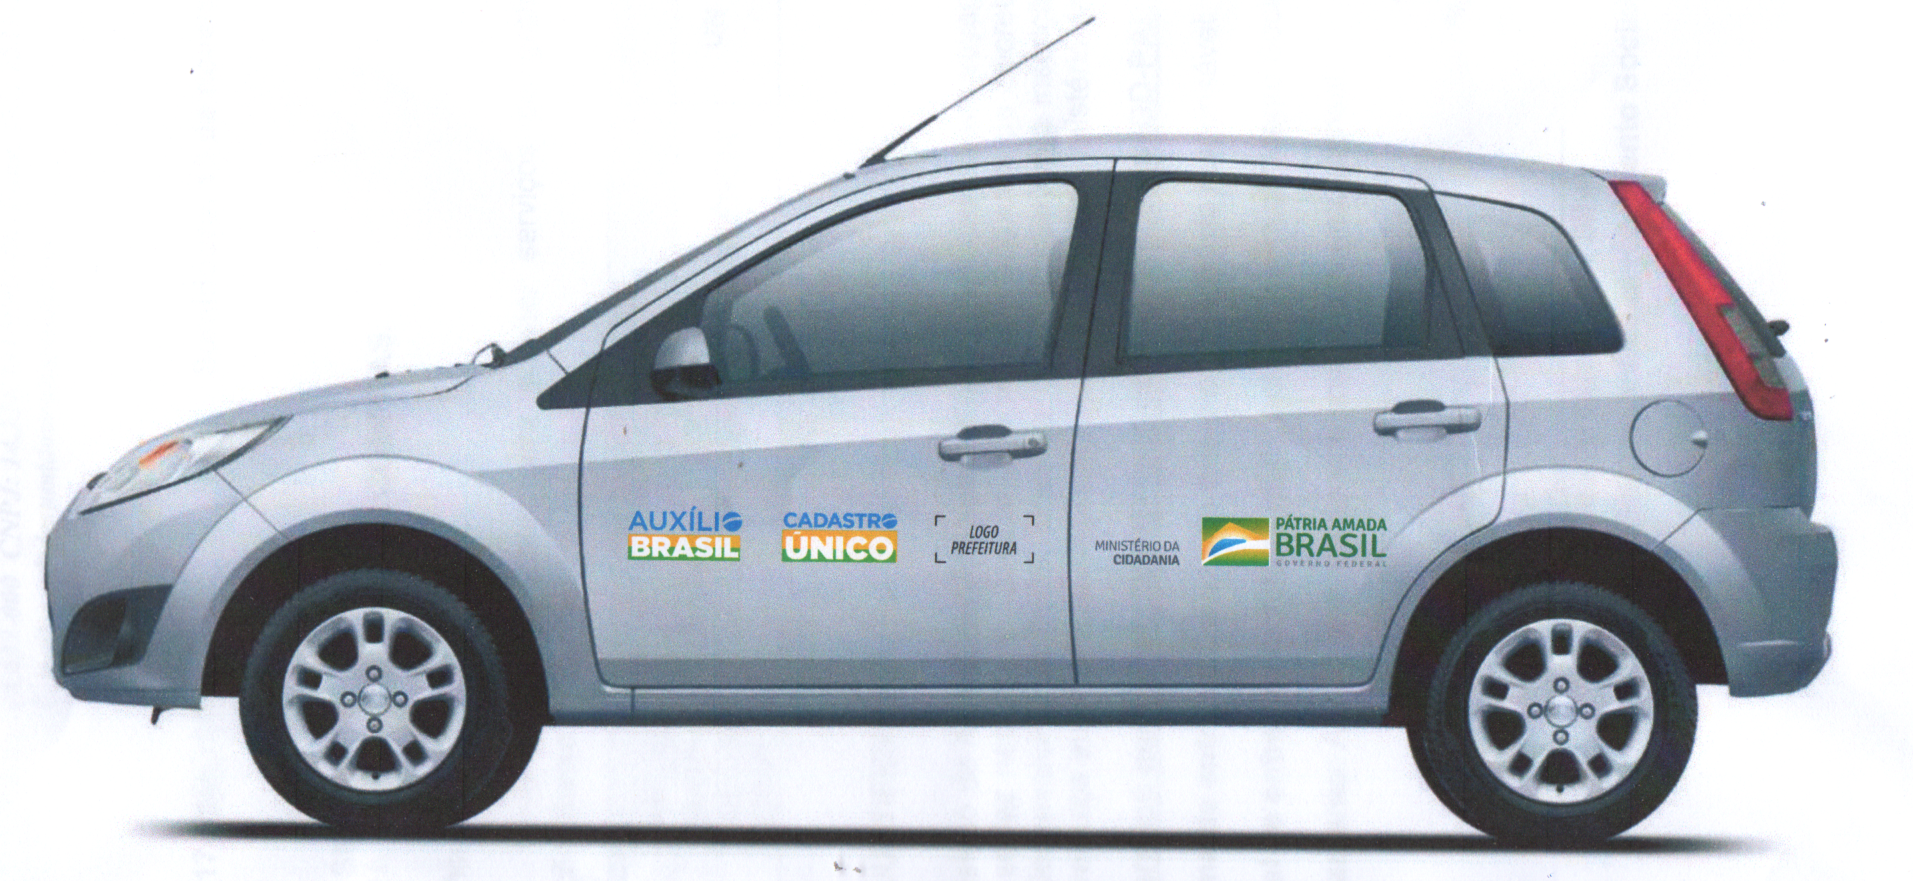 AUXÍLIO
BRASIL
CADASTRO
ÚNICO
LOGO
PREFEITURA
MINISTÉRIO DA
CIDADANIA
PÁTRIA AMADA
BRASIL
GOVERNO FEDERAL